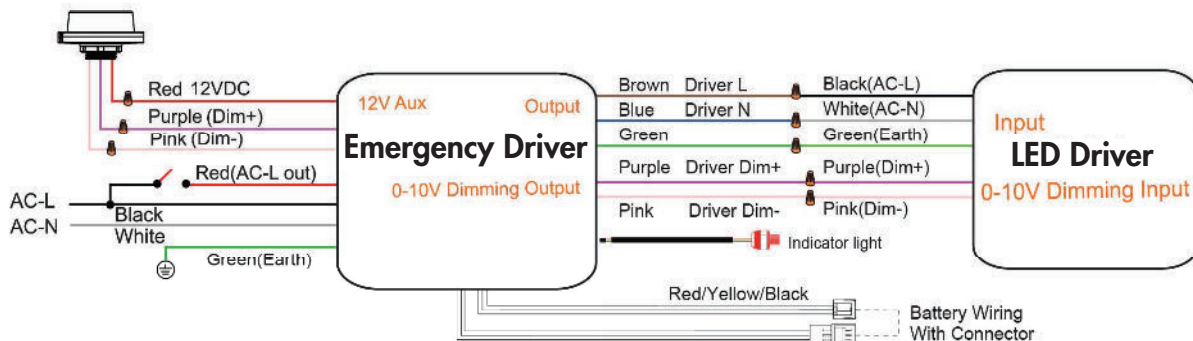 Red 12VDC
Purple (Dim+)
Pink (Dim-)
Red(AC-L out)
AC-L
Black
AC-N
White
Green(Earth)
12V Aux
Output
Emergency Driver
0-10V Dimming Output
Brown Driver L
Blue Driver N
Green
Purple Driver Dim+
Pink Driver Dim-
Black(AC-L)
White(AC-N)
Green(Earth)
Purple(Dim+)
Pink(Dim-)
Indicator light
Input
LED Driver
0-10V Dimming Input
Red/Yellow/Black
Battery Wiring
With Connector